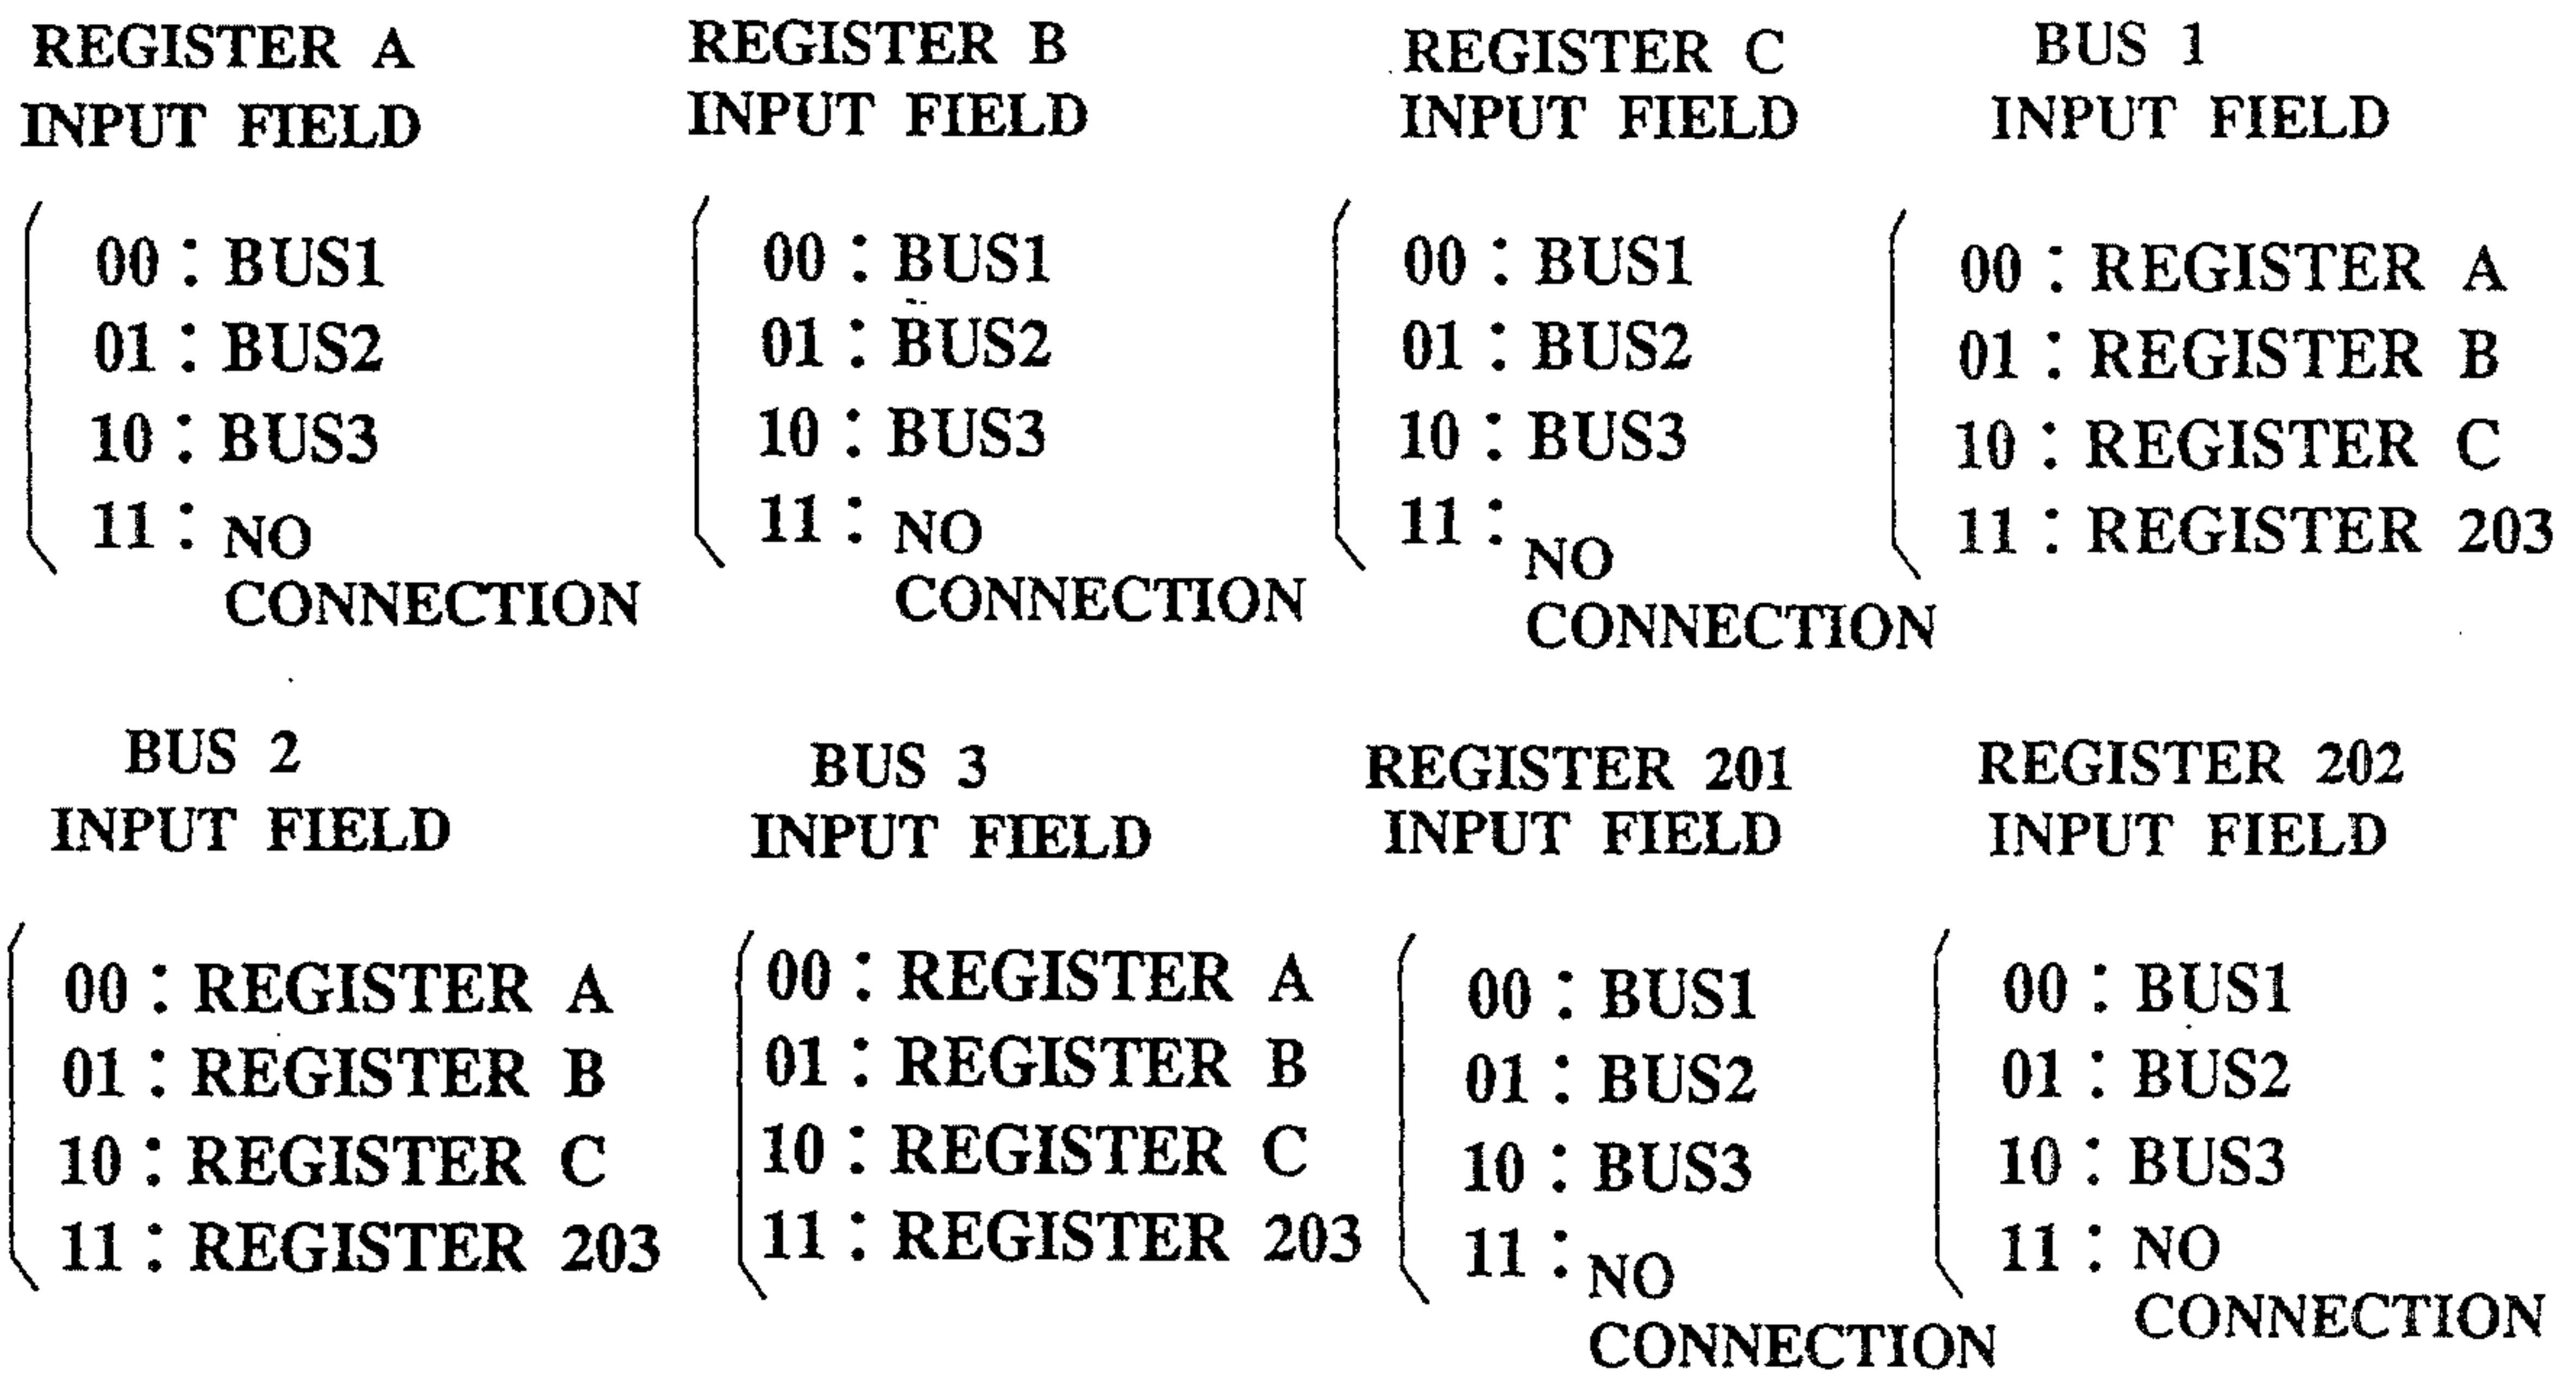 REGISTER A
INPUT FIELD
00 : BUS1
01 : BUS2
10 : BUS3
11 : NO
CONNECTION
REGISTER B
INPUT FIELD
00 : BUS1
01 : BUS2
10 : BUS3
11 : NO
CONNECTION
REGISTER C
INPUT FIELD
00 : BUS1
01 : BUS2
10 : BUS3
11 : NO
CONNECTION
BUS 1
INPUT FIELD
00 : REGISTER A
01 : REGISTER B
10 : REGISTER C
11 : REGISTER 203
BUS 2
INPUT FIELD
00 : REGISTER A
01 : REGISTER B
10 : REGISTER C
11 : REGISTER 203
BUS 3
INPUT FIELD
00 : REGISTER A
01 : REGISTER B
10 : REGISTER C
11 : REGISTER 203
REGISTER 201
INPUT FIELD
00 : BUS1
01 : BUS2
10 : BUS3
11 : NO
CONNECTION
REGISTER 202
INPUT FIELD
00 : BUS1
01 : BUS2
10 : BUS3
11 : NO
CONNECTION